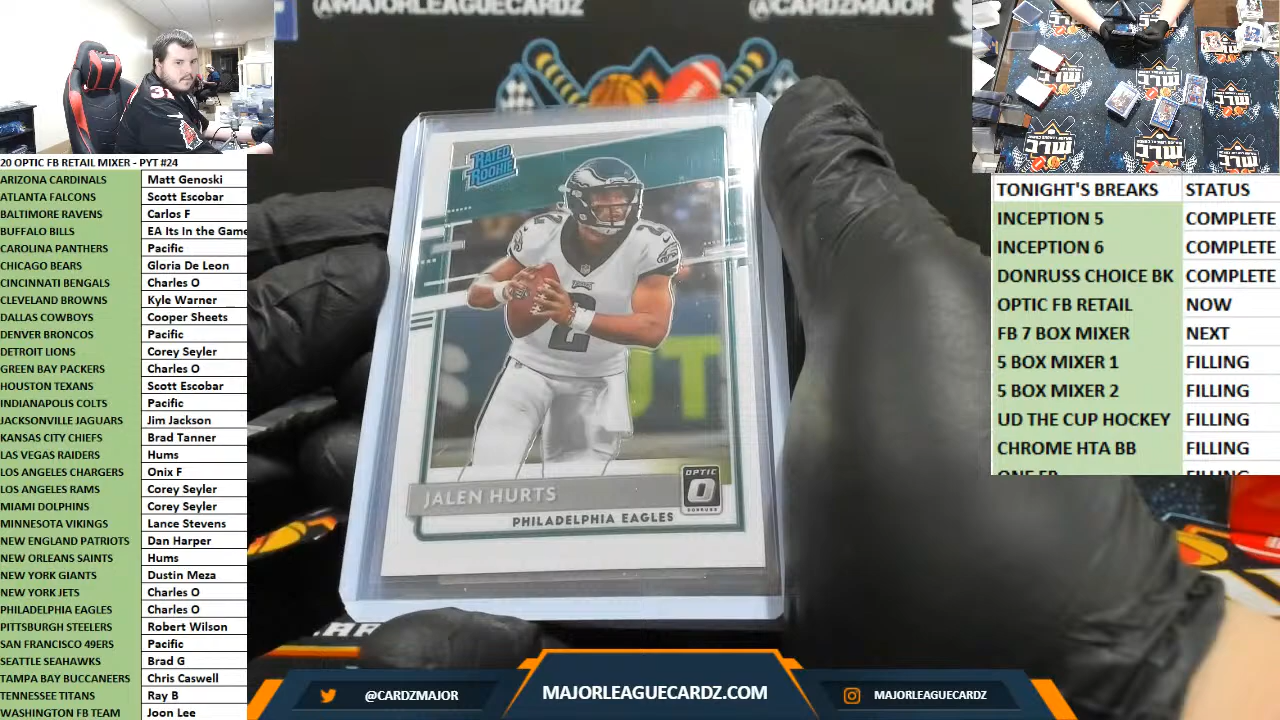 @MAJORLEAGUECARDZ
@CARDZMAJOR
20 OPTIC FB RETAIL MIXER - PYT #24
ARIZONA CARDINALS Matt Genoski
ATLANTA FALCONS Scott Escobar
BALTIMORE RAVENS Carlos F
BUFFALO BILLS EA Its In the Game
CAROLINA PANTHERS Pacific
CHICAGO BEARS Gloria De Leon
CINCINNATI BENGALS Charles O
CLEVELAND BROWNS Kyle Warner
DALLAS COWBOYS Cooper Sheets
DENVER BRONCOS Pacific
DETROIT LIONS Corey Seyler
GREEN BAY PACKERS Charles O
HOUSTON TEXANS Scott Escobar
INDIANAPOLIS COLTS Pacific
JACKSONVILLE JAGUARS Jim Jackson
KANSAS CITY CHIEFS Brad Tanner
LAS VEGAS RAIDERS Hums
LOS ANGELES CHARGERS Onix F
LOS ANGELES RAMS Corey Seyler
MIAMI DOLPHINS Corey Seyler
MINNESOTA VIKINGS Lance Stevens
NEW ENGLAND PATRIOTS Dan Harper
NEW ORLEANS SAINTS Hums
NEW YORK GIANTS Dustin Meza
NEW YORK JETS Charles O
PHILADELPHIA EAGLES Charles O
PITTSBURGH STEELERS Robert Wilson
SAN FRANCISCO 49ERS Pacific
SEATTLE SEAHAWKS Brad G
TAMPA BAY BUCCANEERS Chris Caswell
TENNESSEE TITANS Ray B
WASHINGTON FB TEAM Joon Lee
RATED
ROOKIE
2
2
JALEN HURTS
PHILADELPHIA EAGLES
OPTIC
DONRUSS
MLC
MLC
MLC
MLC
MLC
TONIGHT'S BREAKS STATUS
INCEPTION 5 COMPLETE
INCEPTION 6 COMPLETE
DONRUSS CHOICE BK COMPLETE
OPTIC FB RETAIL NOW
FB 7 BOX MIXER NEXT
5 BOX MIXER 1 FILLING
5 BOX MIXER 2 FILLING
UD THE CUP HOCKEY FILLING
CHROME HTA BB FILLING
@CARDZMAJOR
MAJORLEAGUECARDZ.COM
MAJORLEAGUECARDZ